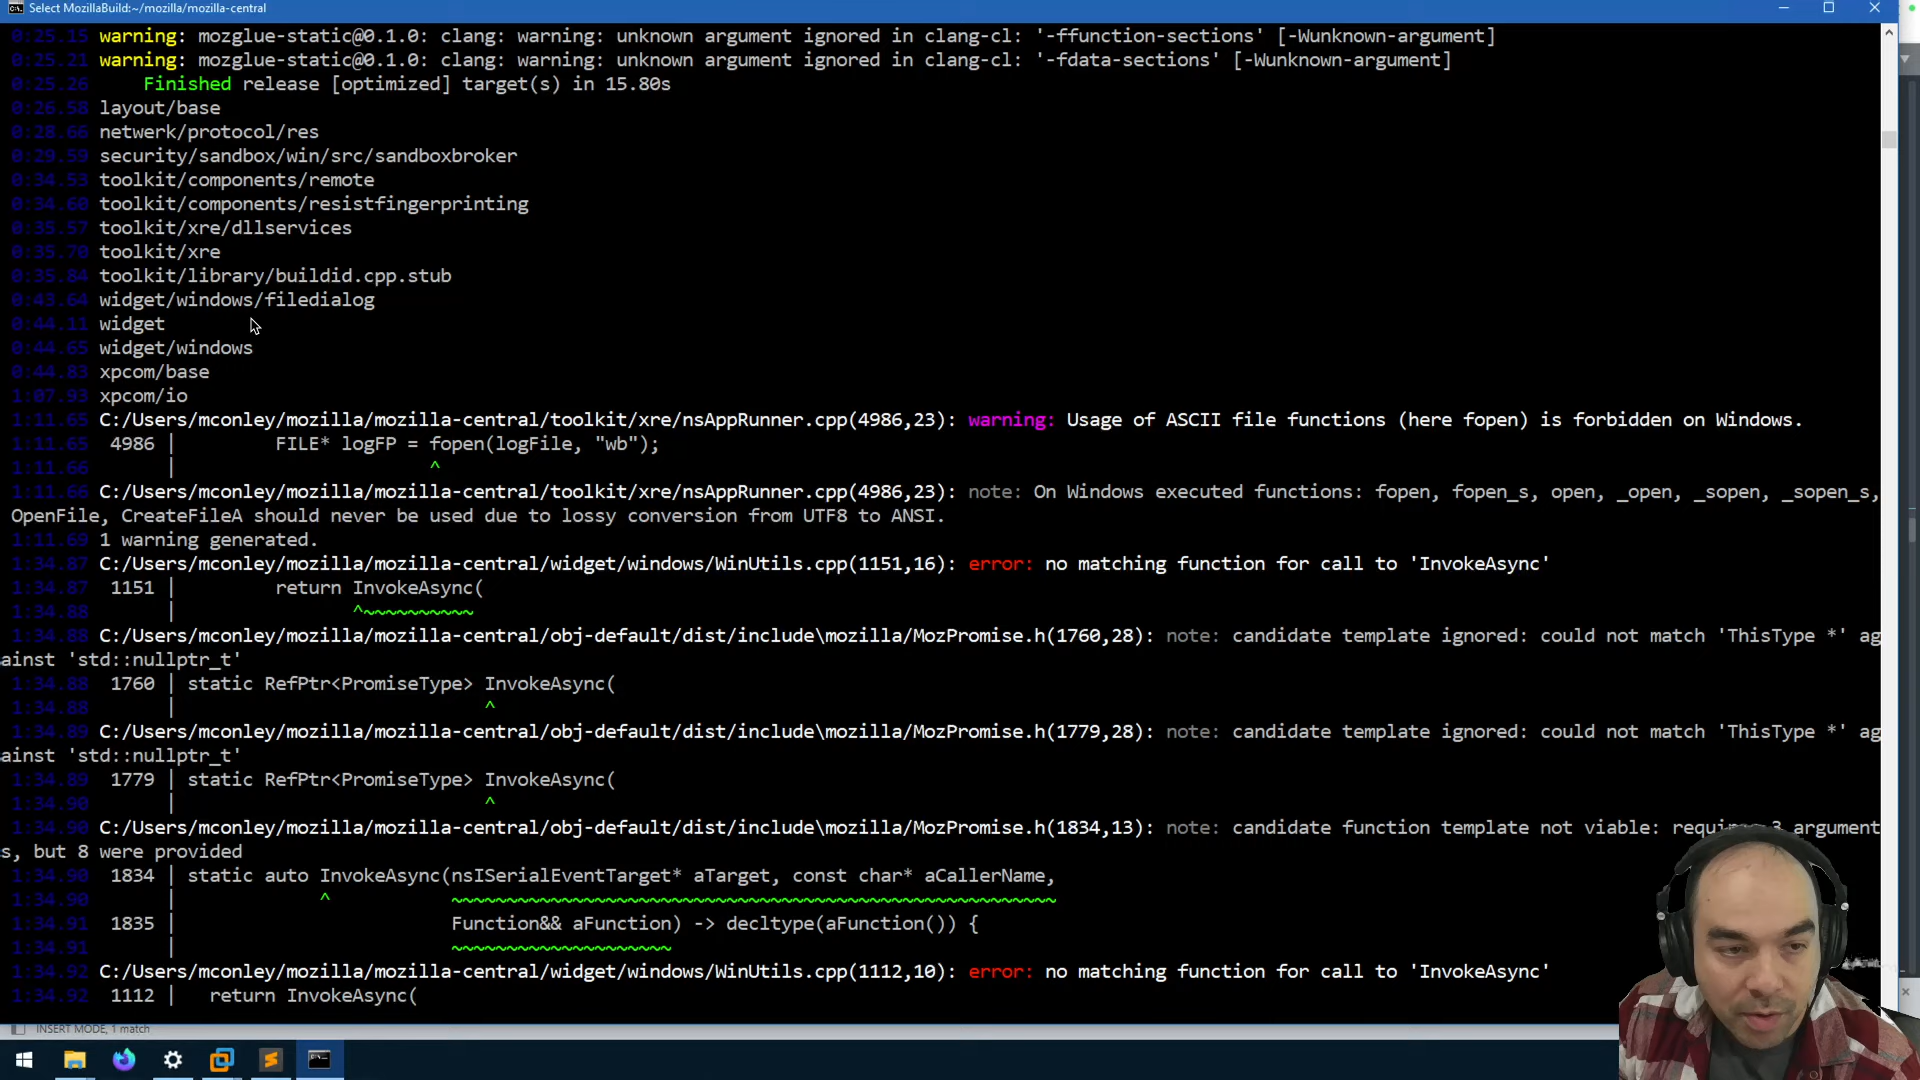 Select MozillaBuild:~/mozilla/mozilla-central
0:25.15 warning: mozglue-static@0.1.0: clang: warning: unknown argument ignored in clang-cl: '-ffunction-sections' [-Wunknown-argument]
0:25.21 warning: mozglue-static@0.1.0: clang: warning: unknown argument ignored in clang-cl: '-fdata-sections' [-Wunknown-argument]
0:25.26     Finished release [optimized] target(s) in 15.80s
0:26.58 layout/base
0:28.66 netwerk/protocol/res
0:29.59 security/sandbox/win/src/sandboxbroker
0:34.53 toolkit/components/remote
0:34.60 toolkit/components/resistfingerprinting
0:35.57 toolkit/xre/dllservices
0:35.70 toolkit/xre
0:35.84 toolkit/library/buildid.cpp.stub
0:43.64 widget/windows/filedialog
0:44.11 widget
0:44.65 widget/windows
0:44.83 xpcom/base
1:07.93 xpcom/io
1:11.65 C:/Users/mconley/mozilla/mozilla-central/toolkit/xre/nsAppRunner.cpp(4986,23): warning: Usage of ASCII file functions (here fopen) is forbidden on Windows.
1:11.65  4986 |         FILE* logFP = fopen(logFile, "wb");
1:11.66       |                       ^
1:11.66 C:/Users/mconley/mozilla/mozilla-central/toolkit/xre/nsAppRunner.cpp(4986,23): note: On Windows executed functions: fopen, fopen_s, open, _open, _sopen, _sopen_s,
OpenFile, CreateFileA should never be used due to lossy conversion from UTF8 to ANSI.
1:11.69 1 warning generated.
1:34.87 C:/Users/mconley/mozilla/mozilla-central/widget/windows/WinUtils.cpp(1151,16): error: no matching function for call to 'InvokeAsync'
1:34.87  1151 |         return InvokeAsync(
1:34.88       |                ^~~~~~~~~~~
1:34.88 C:/Users/mconley/mozilla/mozilla-central/obj-default/dist/include\mozilla/MozPromise.h(1760,28): note: candidate template ignored: could not match 'ThisType *' ag
ainst 'std::nullptr_t'
1:34.88  1760 | static RefPtr<PromiseType> InvokeAsync(
1:34.88       |                            ^
1:34.89 C:/Users/mconley/mozilla/mozilla-central/obj-default/dist/include\mozilla/MozPromise.h(1779,28): note: candidate template ignored: could not match 'ThisType *' ag
ainst 'std::nullptr_t'
1:34.89  1779 | static RefPtr<PromiseType> InvokeAsync(
1:34.90       |                            ^
1:34.90 C:/Users/mconley/mozilla/mozilla-central/obj-default/dist/include\mozilla/MozPromise.h(1834,13): note: candidate function template not viable: 3 argument
s, but 8 were provided
1:34.90  1834 | static auto InvokeAsync(nsISerialEventTarget* aTarget, const char* aCallerName,
1:34.90       |             ^           ~~~~~~~~~~~~~~~~~~~~~~~~~~~~~~~~~~~~~~~~~~~~~~~~~~~~~~~
1:34.91  1835 |                         Function&& aFunction) -> decltype(aFunction()) {
1:34.91       |                         ~~~~~~~~~~~~~~~~~~~~
1:34.92 C:/Users/mconley/mozilla/mozilla-central/widget/windows/WinUtils.cpp(1112,10): error: no matching function for call to 'InvokeAsync'
1:34.92  1112 |   return InvokeAsync(
INSERT MODE, 1 match